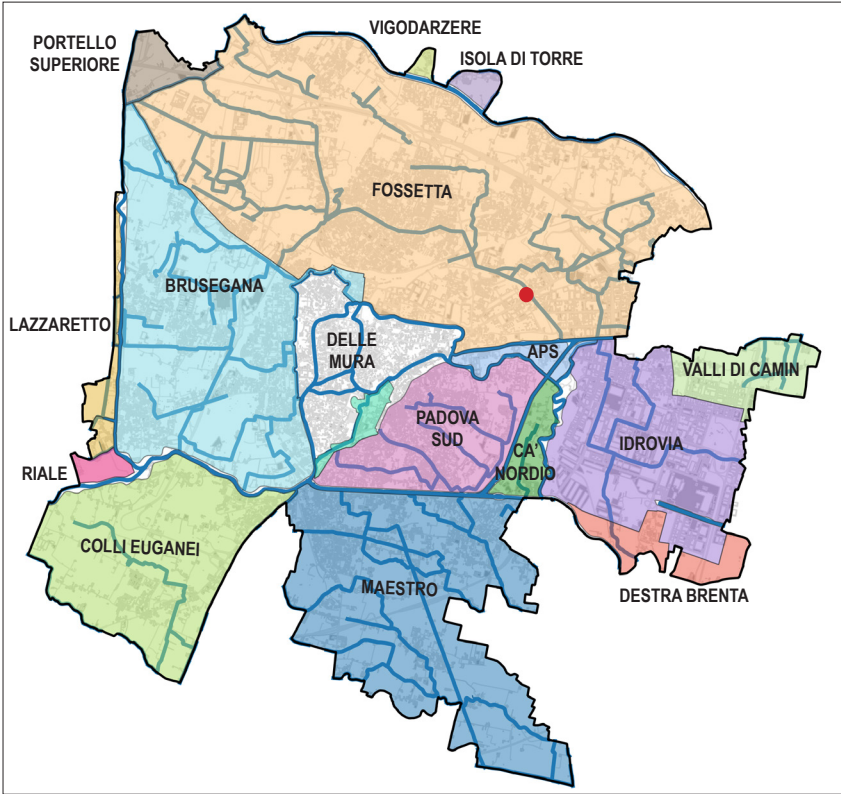 VIGODARZERE
PORTELLO
SUPERIORE
ISOLA DI TORRE
FOSSETTA
BRUSEGANA
LAZZARETTO
DELLE
MURA
APS
VALLI DI CAMIN
PADOVA
SUD
IDROVIA
CA'
NORDIO
RIALE
COLLI EUGANEI
MAESTRO
DESTRA BRENTA